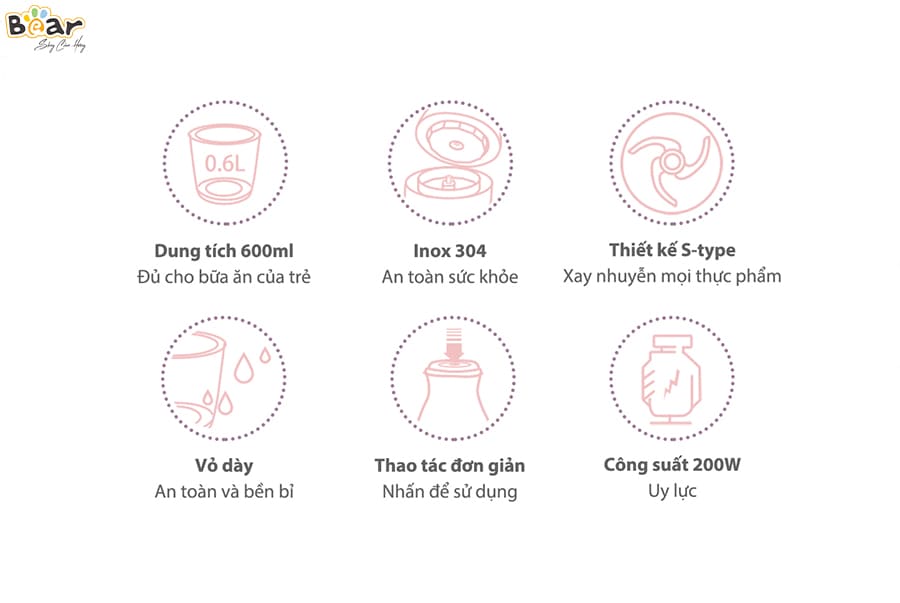 Bear
Sống Cảm Hứng
0.6L
Dung tích 600ml
Đủ cho bữa ăn của trẻ
Inox 304
An toàn sức khỏe
Thiết kế S-type
Xay nhuyễn mọi thực phẩm
Vỏ dày
An toàn và bền bỉ
Thao tác đơn giản
Nhấn để sử dụng
Công suất 200W
Uy lực